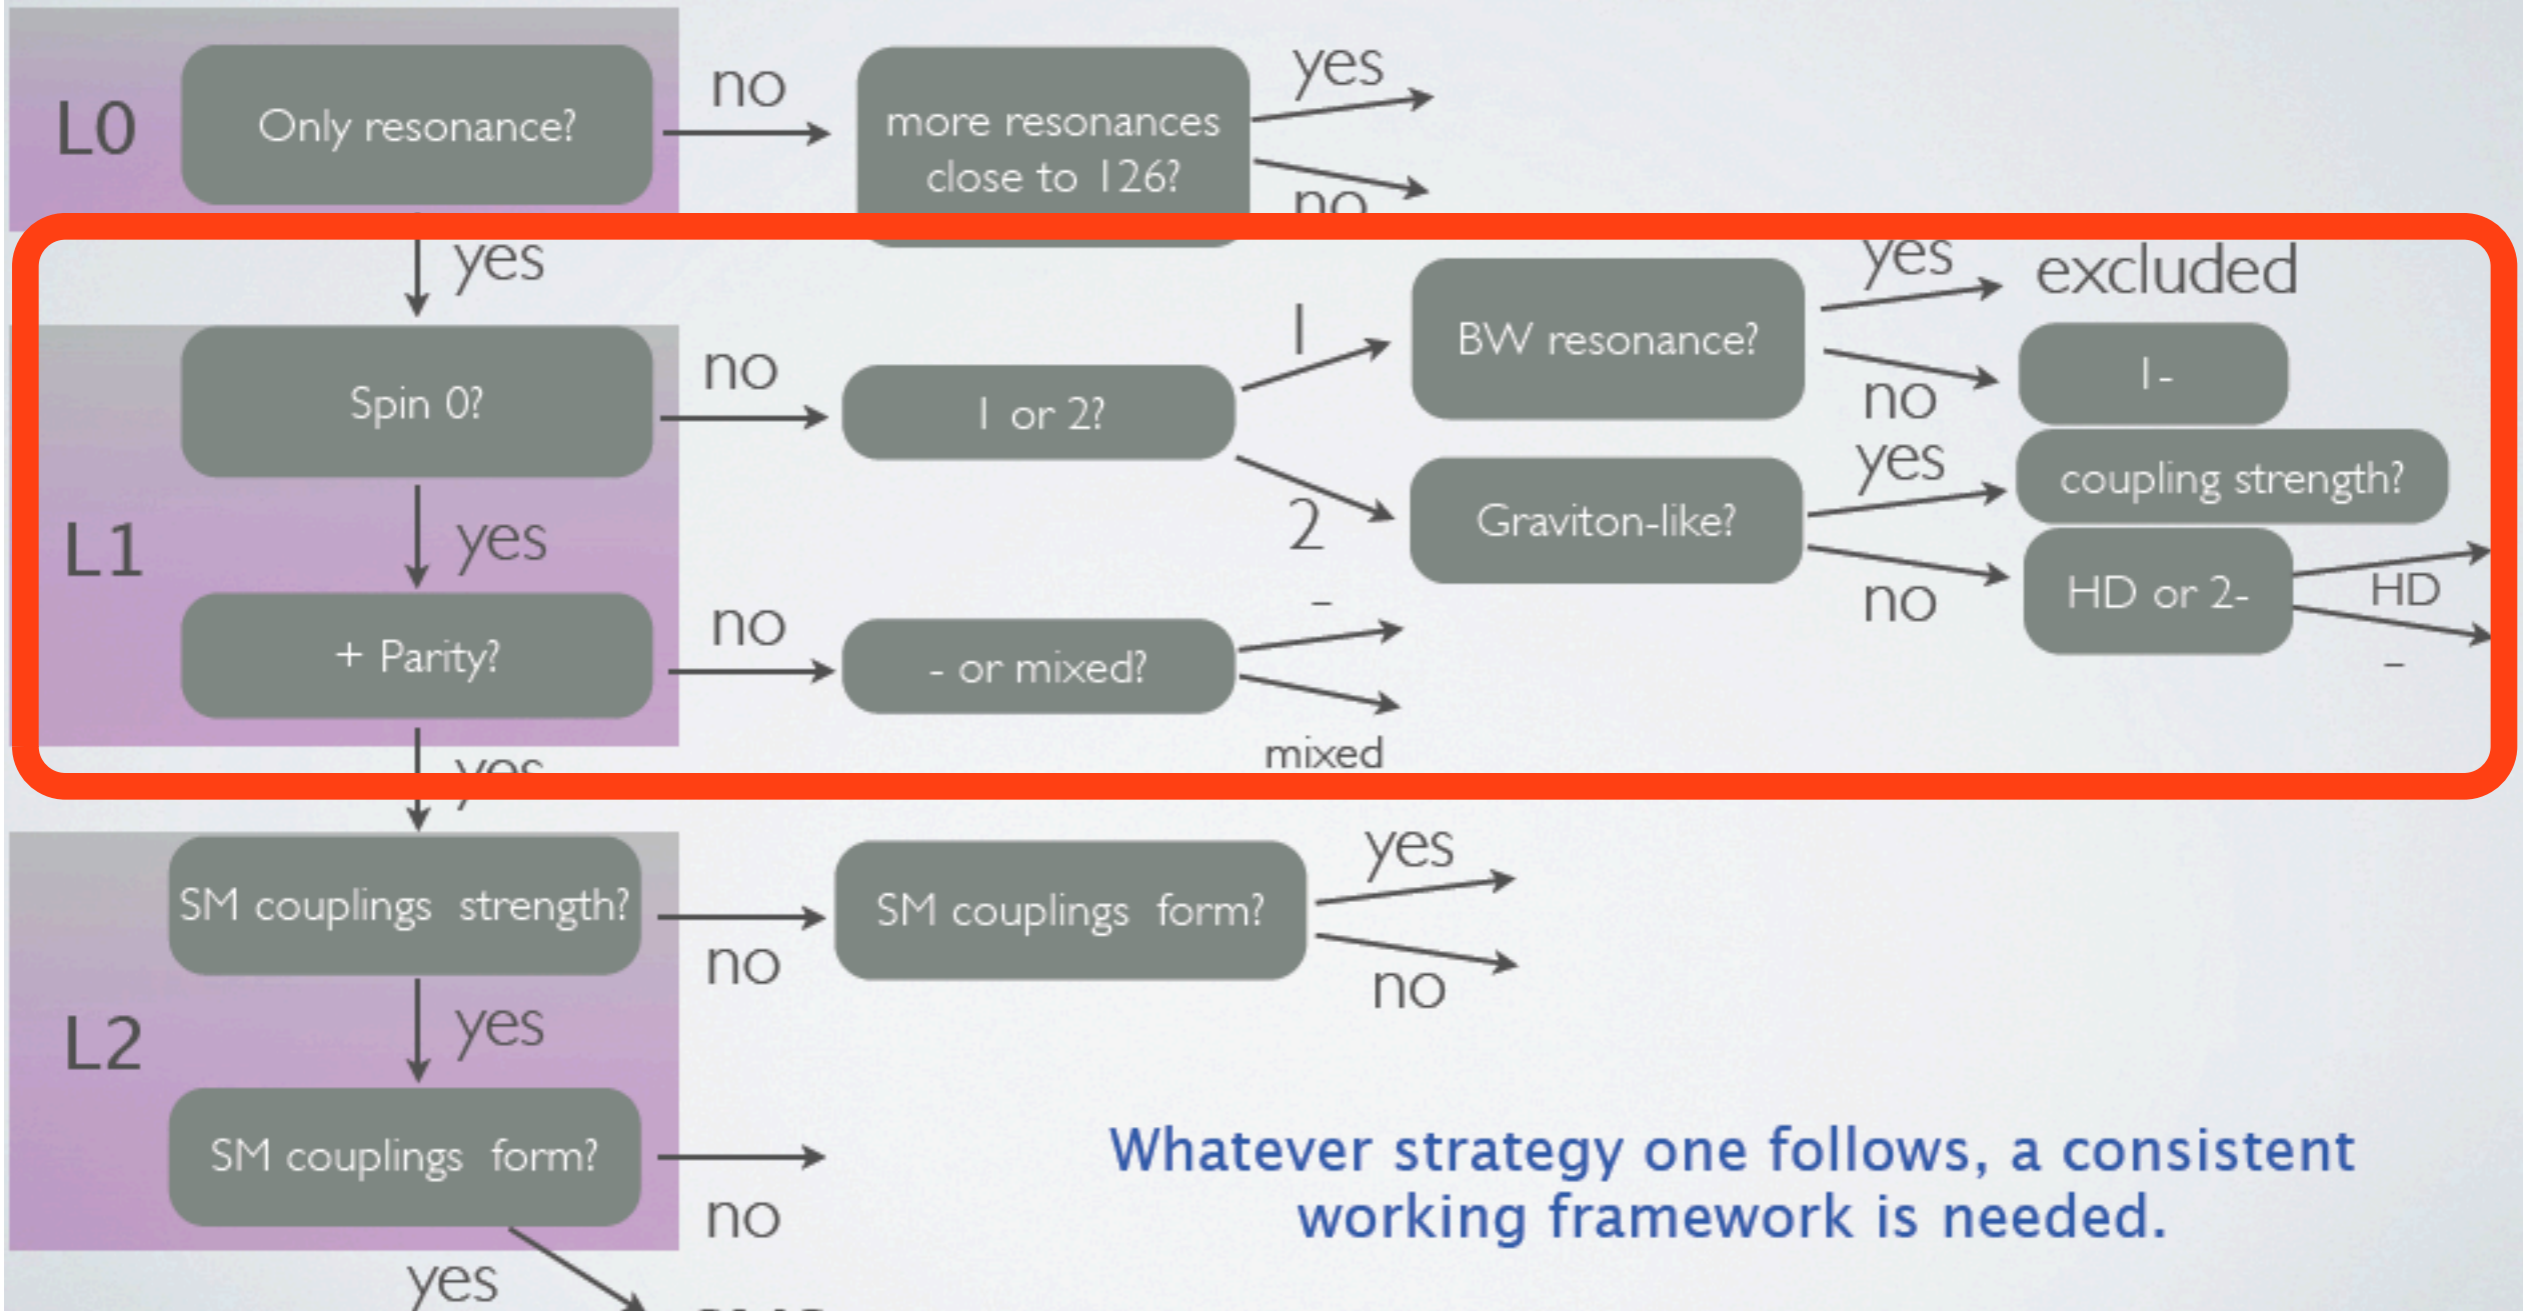 L0
Only resonance?
no
more resonances
close to 126?
yes
no
yes
L1
Spin 0?
no
1 or 2?
1
BW resonance?
yes
excluded
no
1-
2
Graviton-like?
yes
coupling strength?
no
HD or 2-
HD
-
yes
+ Parity?
no
- or mixed?
-
mixed
yes
L2
SM couplings strength?
no
SM couplings form?
yes
no
yes
SM couplings form?
no
yes
Whatever strategy one follows, a consistent
working framework is needed.